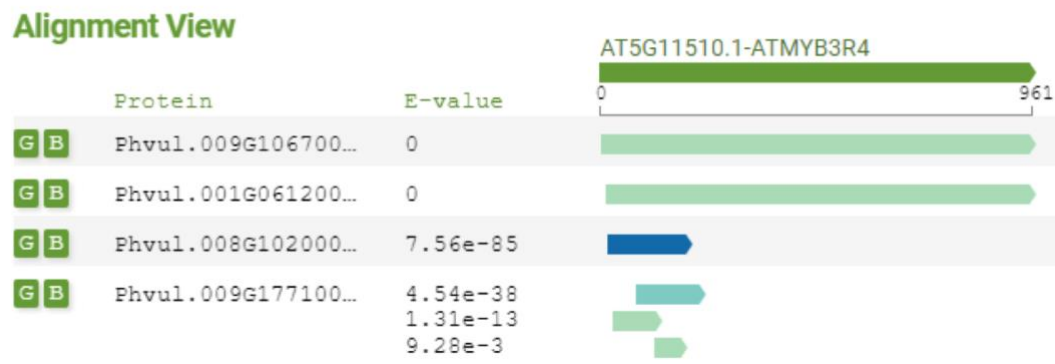 Alignment View
AT5G11510.1-ATMYB3R4
Protein E-value 0 961
G B Phvul.009G106700… 0
G B Phvul.001G061200… 0
G B Phvul.008G102000… 7.56e-85
G B Phvul.009G177100… 4.54e-38
1.31e-13
9.28e-3